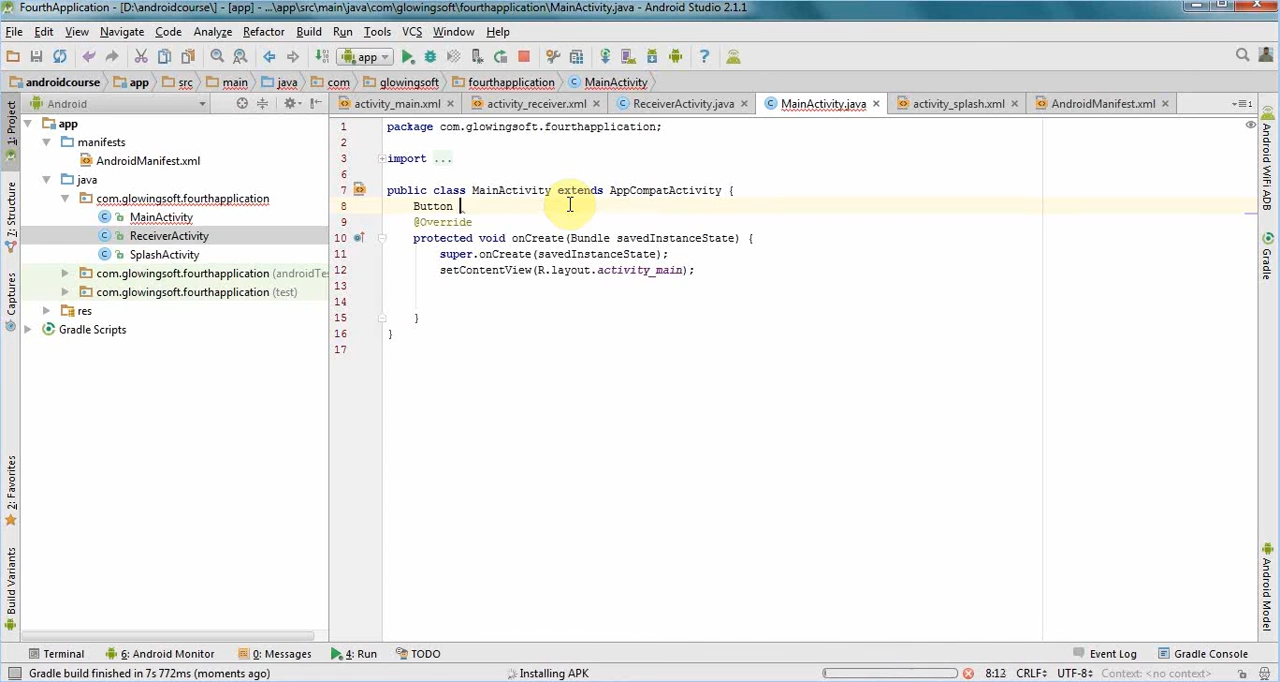 FourthApplication - [D:\androidcourse\] - [app] - ...\app\src\main\java\com\glowingsoft\fourthapplication\MainActivity.java - Android Studio 2.1.1
File Edit View Navigate Code Analyze Refactor Build Run Tools VCS Window Help
app
androidcourse app src main java com glowingsoft fourthapplication MainActivity
Android
activity_main.xml activity_receiver.xml ReceiverActivity.java MainActivity.java activity_splash.xml AndroidManifest.xml
1: Project
7: Structure
Captures
2: Favorites
Build Variants
app
manifests
AndroidManifest.xml
java
com.glowingsoft.fourthapplication
MainActivity
ReceiverActivity
SplashActivity
com.glowingsoft.fourthapplication (androidTe
com.glowingsoft.fourthapplication (test)
res
Gradle Scripts
1 package com.glowingsoft.fourthapplication;
2
3 import ...
6
7 public class MainActivity extends AppCompatActivity {
8 Button
9 @Override
10 protected void onCreate(Bundle savedInstanceState) {
11 super.onCreate(savedInstanceState);
12 setContentView(R.layout.activity_main);
13
14
15 }
16 }
17
Android WiFi ADB
Gradle
Android Model
Terminal 6: Android Monitor 0: Messages 4: Run TODO Event Log Gradle Console
Gradle build finished in 7s 772ms (moments ago) Installing APK 8:12 CRLF UTF-8 Context: <no context>